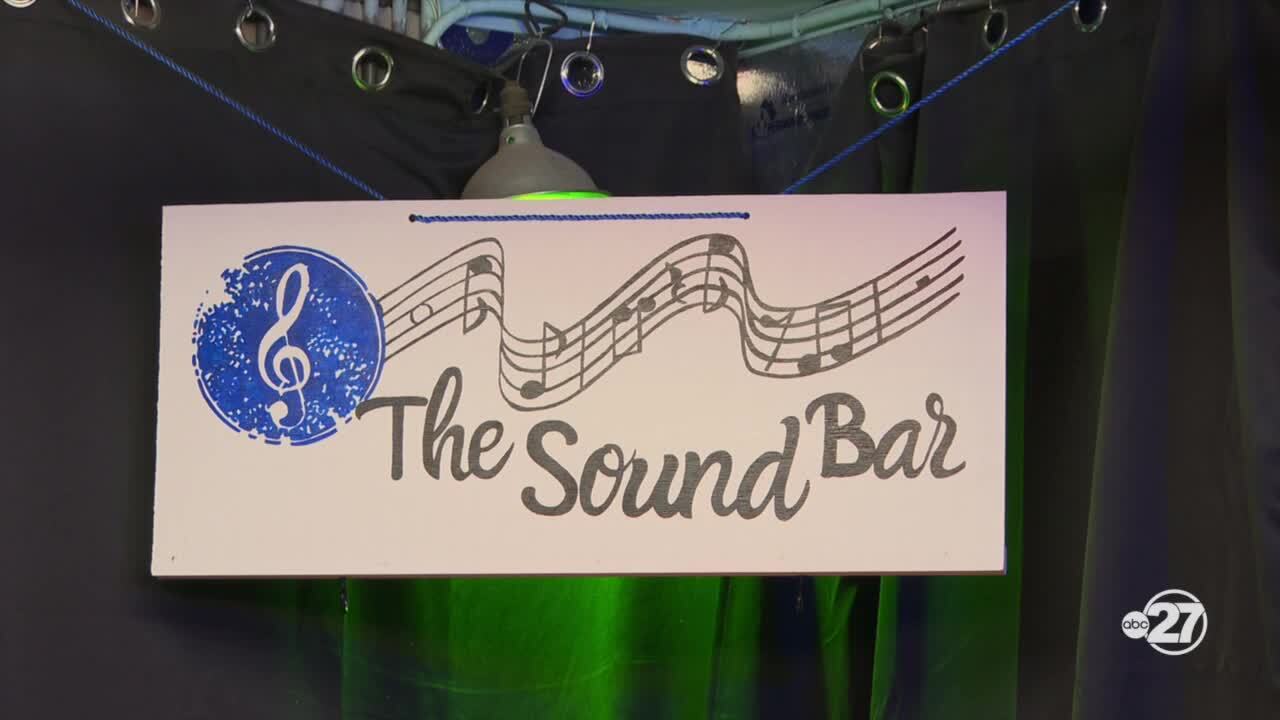 The Sound Bar
abc 27